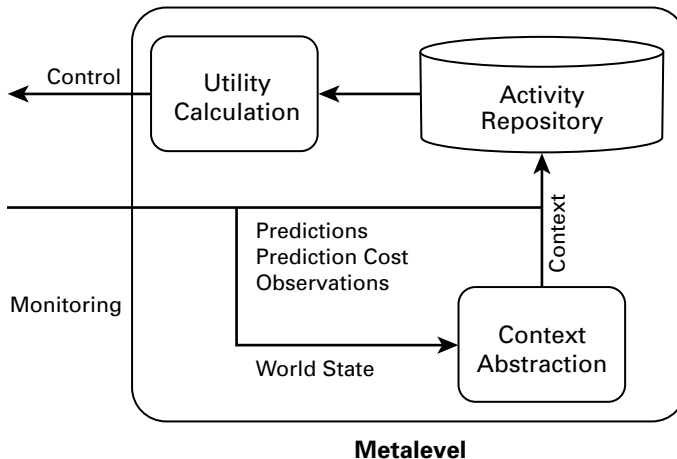 Control
Utility
Calculation
Activity
Repository
Predictions
Prediction Cost
Observations
Context
Monitoring
World State
Context
Abstraction
Metalevel